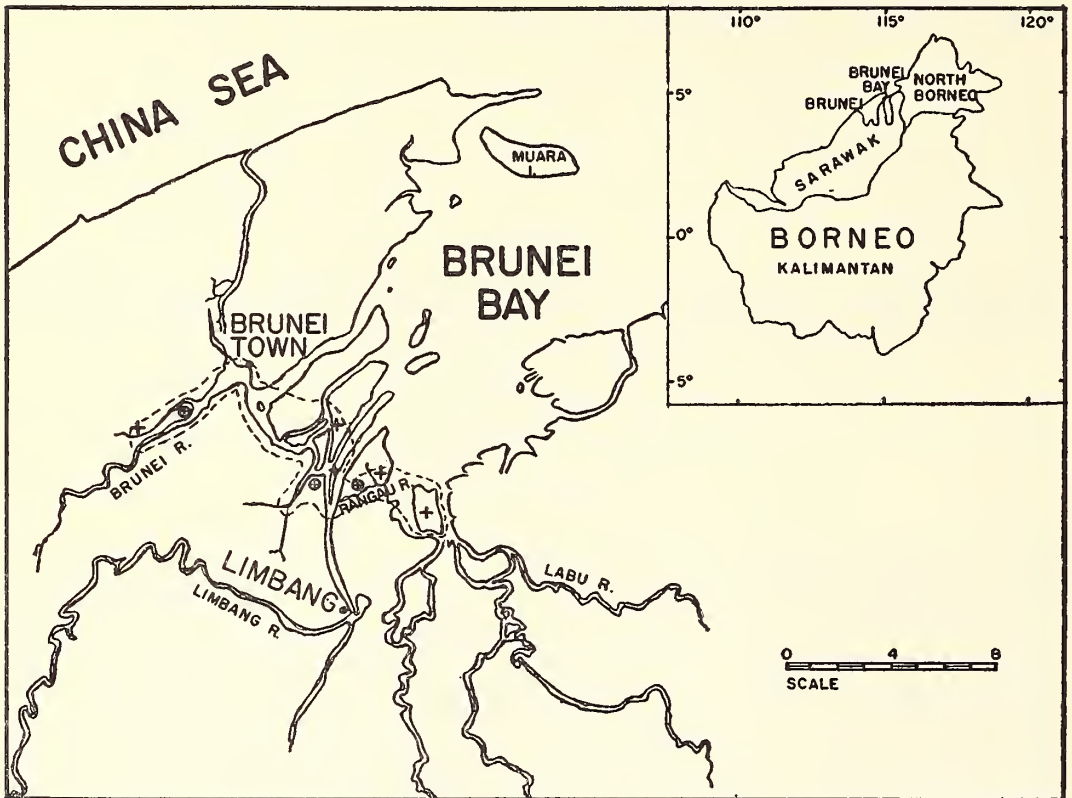 CHINA SEA
MUARA
BRUNEI
BAY
BRUNEI
TOWN
BRUNEI R.
RANGAU R.
LIMBANG
LIMBANG R.
LABU R.
0 4 8
SCALE
110° 115° 120°
5°
0°
5°
BRUNEI
BAY
NORTH
BORNEO
BRUNEI
SARAWAK
BORNEO
KALIMANTAN